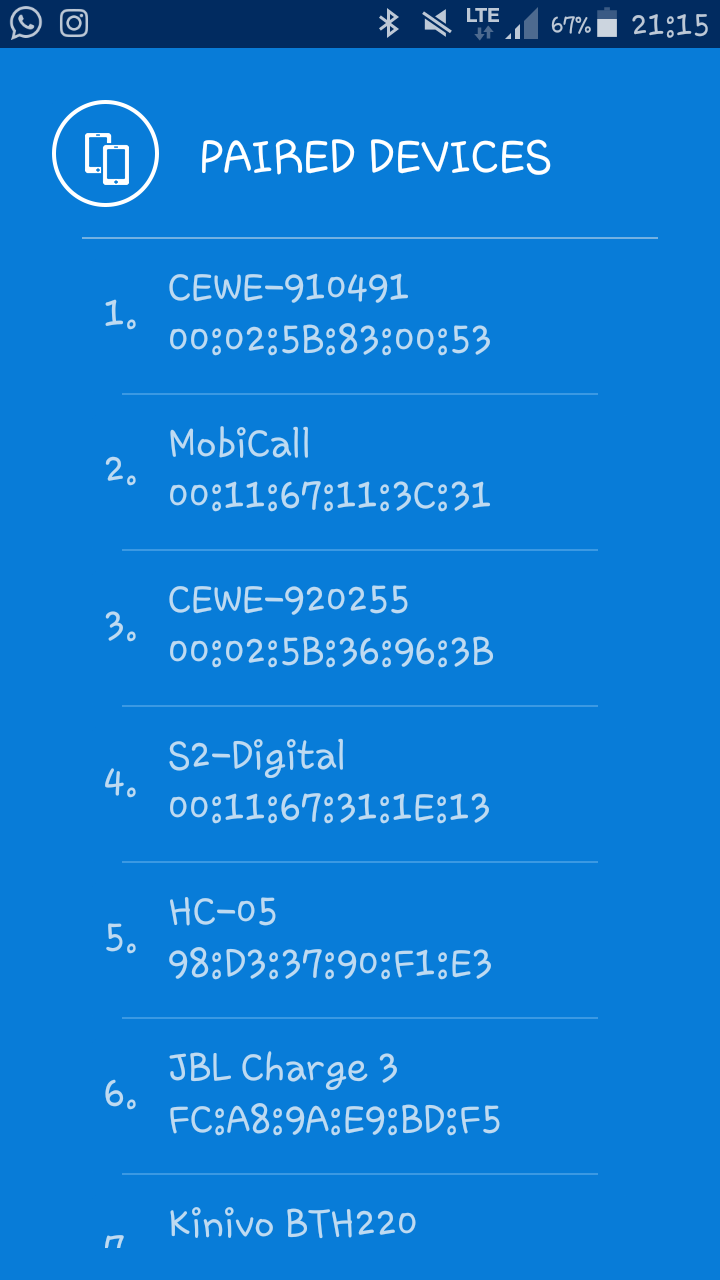 LTE 67% 21:15
PAIRED DEVICES
1.
CEWE-910491
00:02:5B:83:00:53
2.
MobiCall
00:11:67:11:3C:31
3.
CEWE-920255
00:02:5B:36:96:3B
4.
S2-Digital
00:11:67:31:1E:13
5.
HC-05
98:D3:37:90:F1:E3
6.
JBL Charge 3
FC:A8:9A:E9:BD:F5
7
Kinivo BTH220